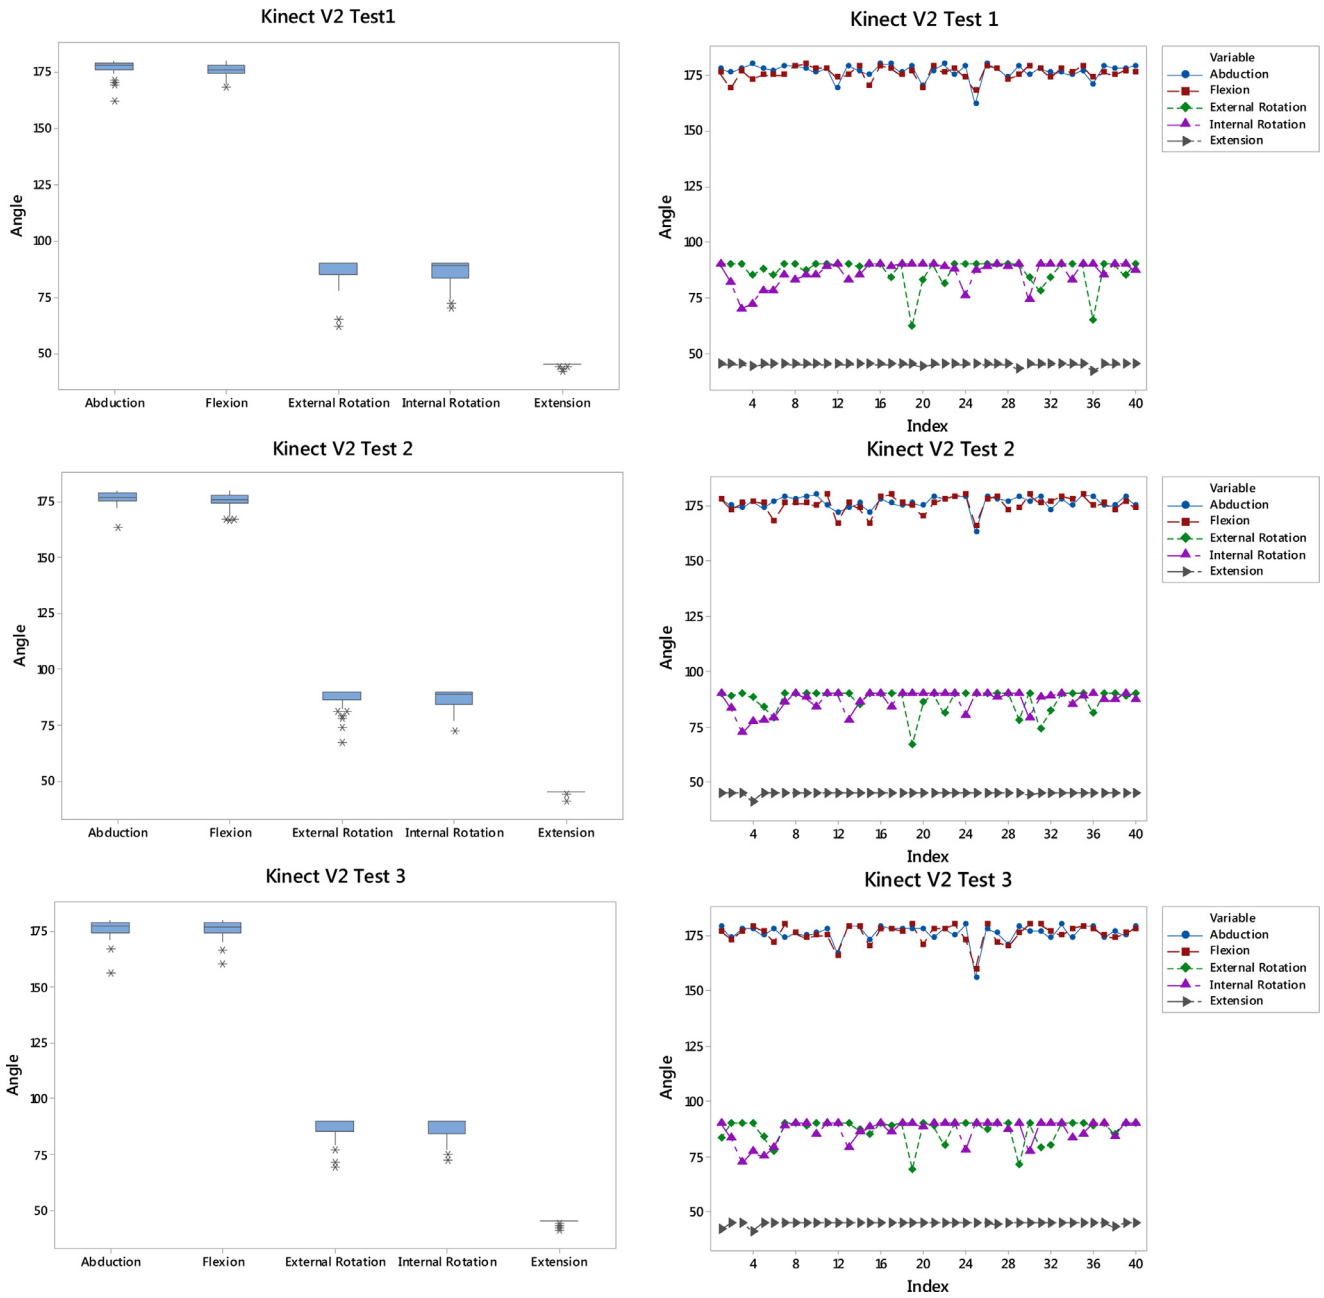 Kinect V2 Test1
175
150
125
100
75
50
Angle
Abduction Flexion External Rotation Internal Rotation Extension
Kinect V2 Test 1
175
150
125
100
75
50
Angle
4 8 12 16 20 24 28 32 36 40
Index
Variable
Abduction
Flexion
External Rotation
Internal Rotation
Extension
Kinect V2 Test 2
175
150
125
100
75
50
Angle
Abduction Flexion External Rotation Internal Rotation Extension
Kinect V2 Test 2
175
150
125
100
75
50
Angle
4 8 12 16 20 24 28 32 36 40
Index
Variable
Abduction
Flexion
External Rotation
Internal Rotation
Extension
Kinect V2 Test 3
175
150
125
100
75
50
Angle
Abduction Flexion External Rotation Internal Rotation Extension
Kinect V2 Test 3
175
150
125
100
75
50
Angle
4 8 12 16 20 24 28 32 36 40
Index
Variable
Abduction
Flexion
External Rotation
Internal Rotation
Extension